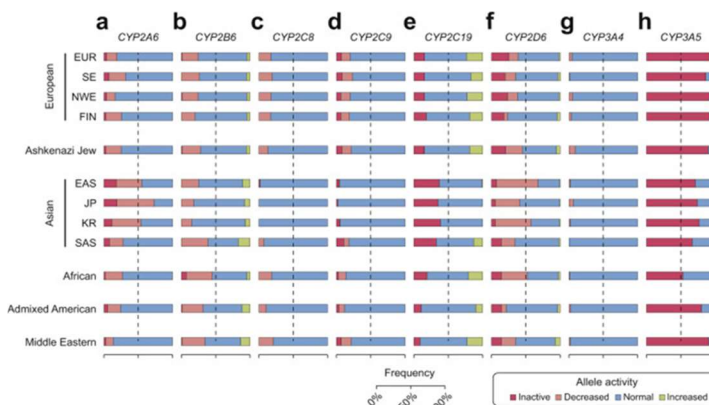 a b c d e f g h
CYP2A6 CYP2B6 CYP2C8 CYP2C9 CYP2C19 CYP2D6 CYP3A4 CYP3A5
European
EUR
SE
NWE
FIN
Ashkenazi Jew
Asian
EAS
JP
KR
SAS
African
Admixed American
Middle Eastern
Frequency
Allele activity
Inactive Decreased Normal Increased